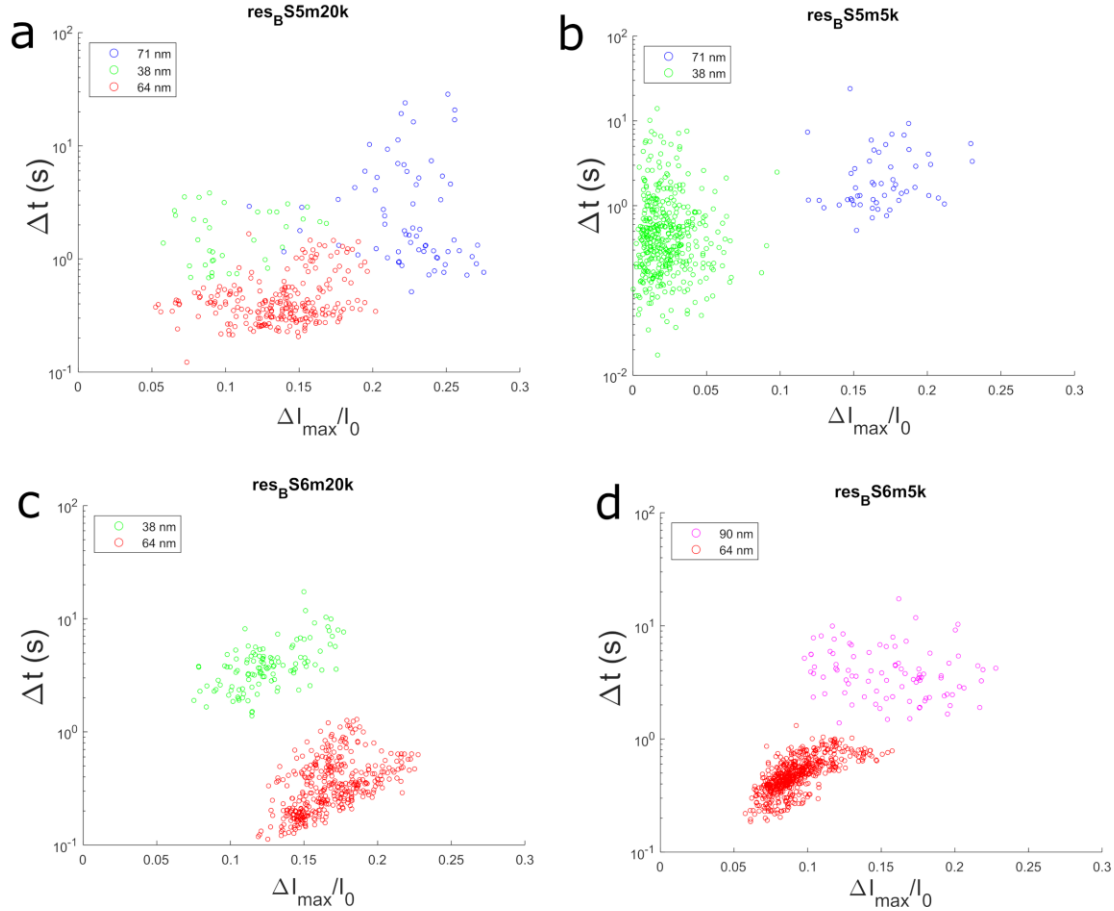 a
res_BS5m20k
71 nm
38 nm
64 nm
10^2
10^1
10^0
10^-1
Δt (s)
0
0.05
0.1
0.15
0.2
0.25
0.3
ΔI_max/I_0
b
res_BS5m5k
71 nm
38 nm
10^2
10^1
10^0
10^-1
10^-2
Δt (s)
0
0.05
0.1
0.15
0.2
0.25
0.3
ΔI_max/I_0
c
res_BS6m20k
38 nm
64 nm
10^2
10^1
10^0
10^-1
Δt (s)
0
0.05
0.1
0.15
0.2
0.25
0.3
ΔI_max/I_0
d
res_BS6m5k
90 nm
64 nm
10^2
10^1
10^0
10^-1
Δt (s)
0
0.05
0.1
0.15
0.2
0.25
0.3
ΔI_max/I_0